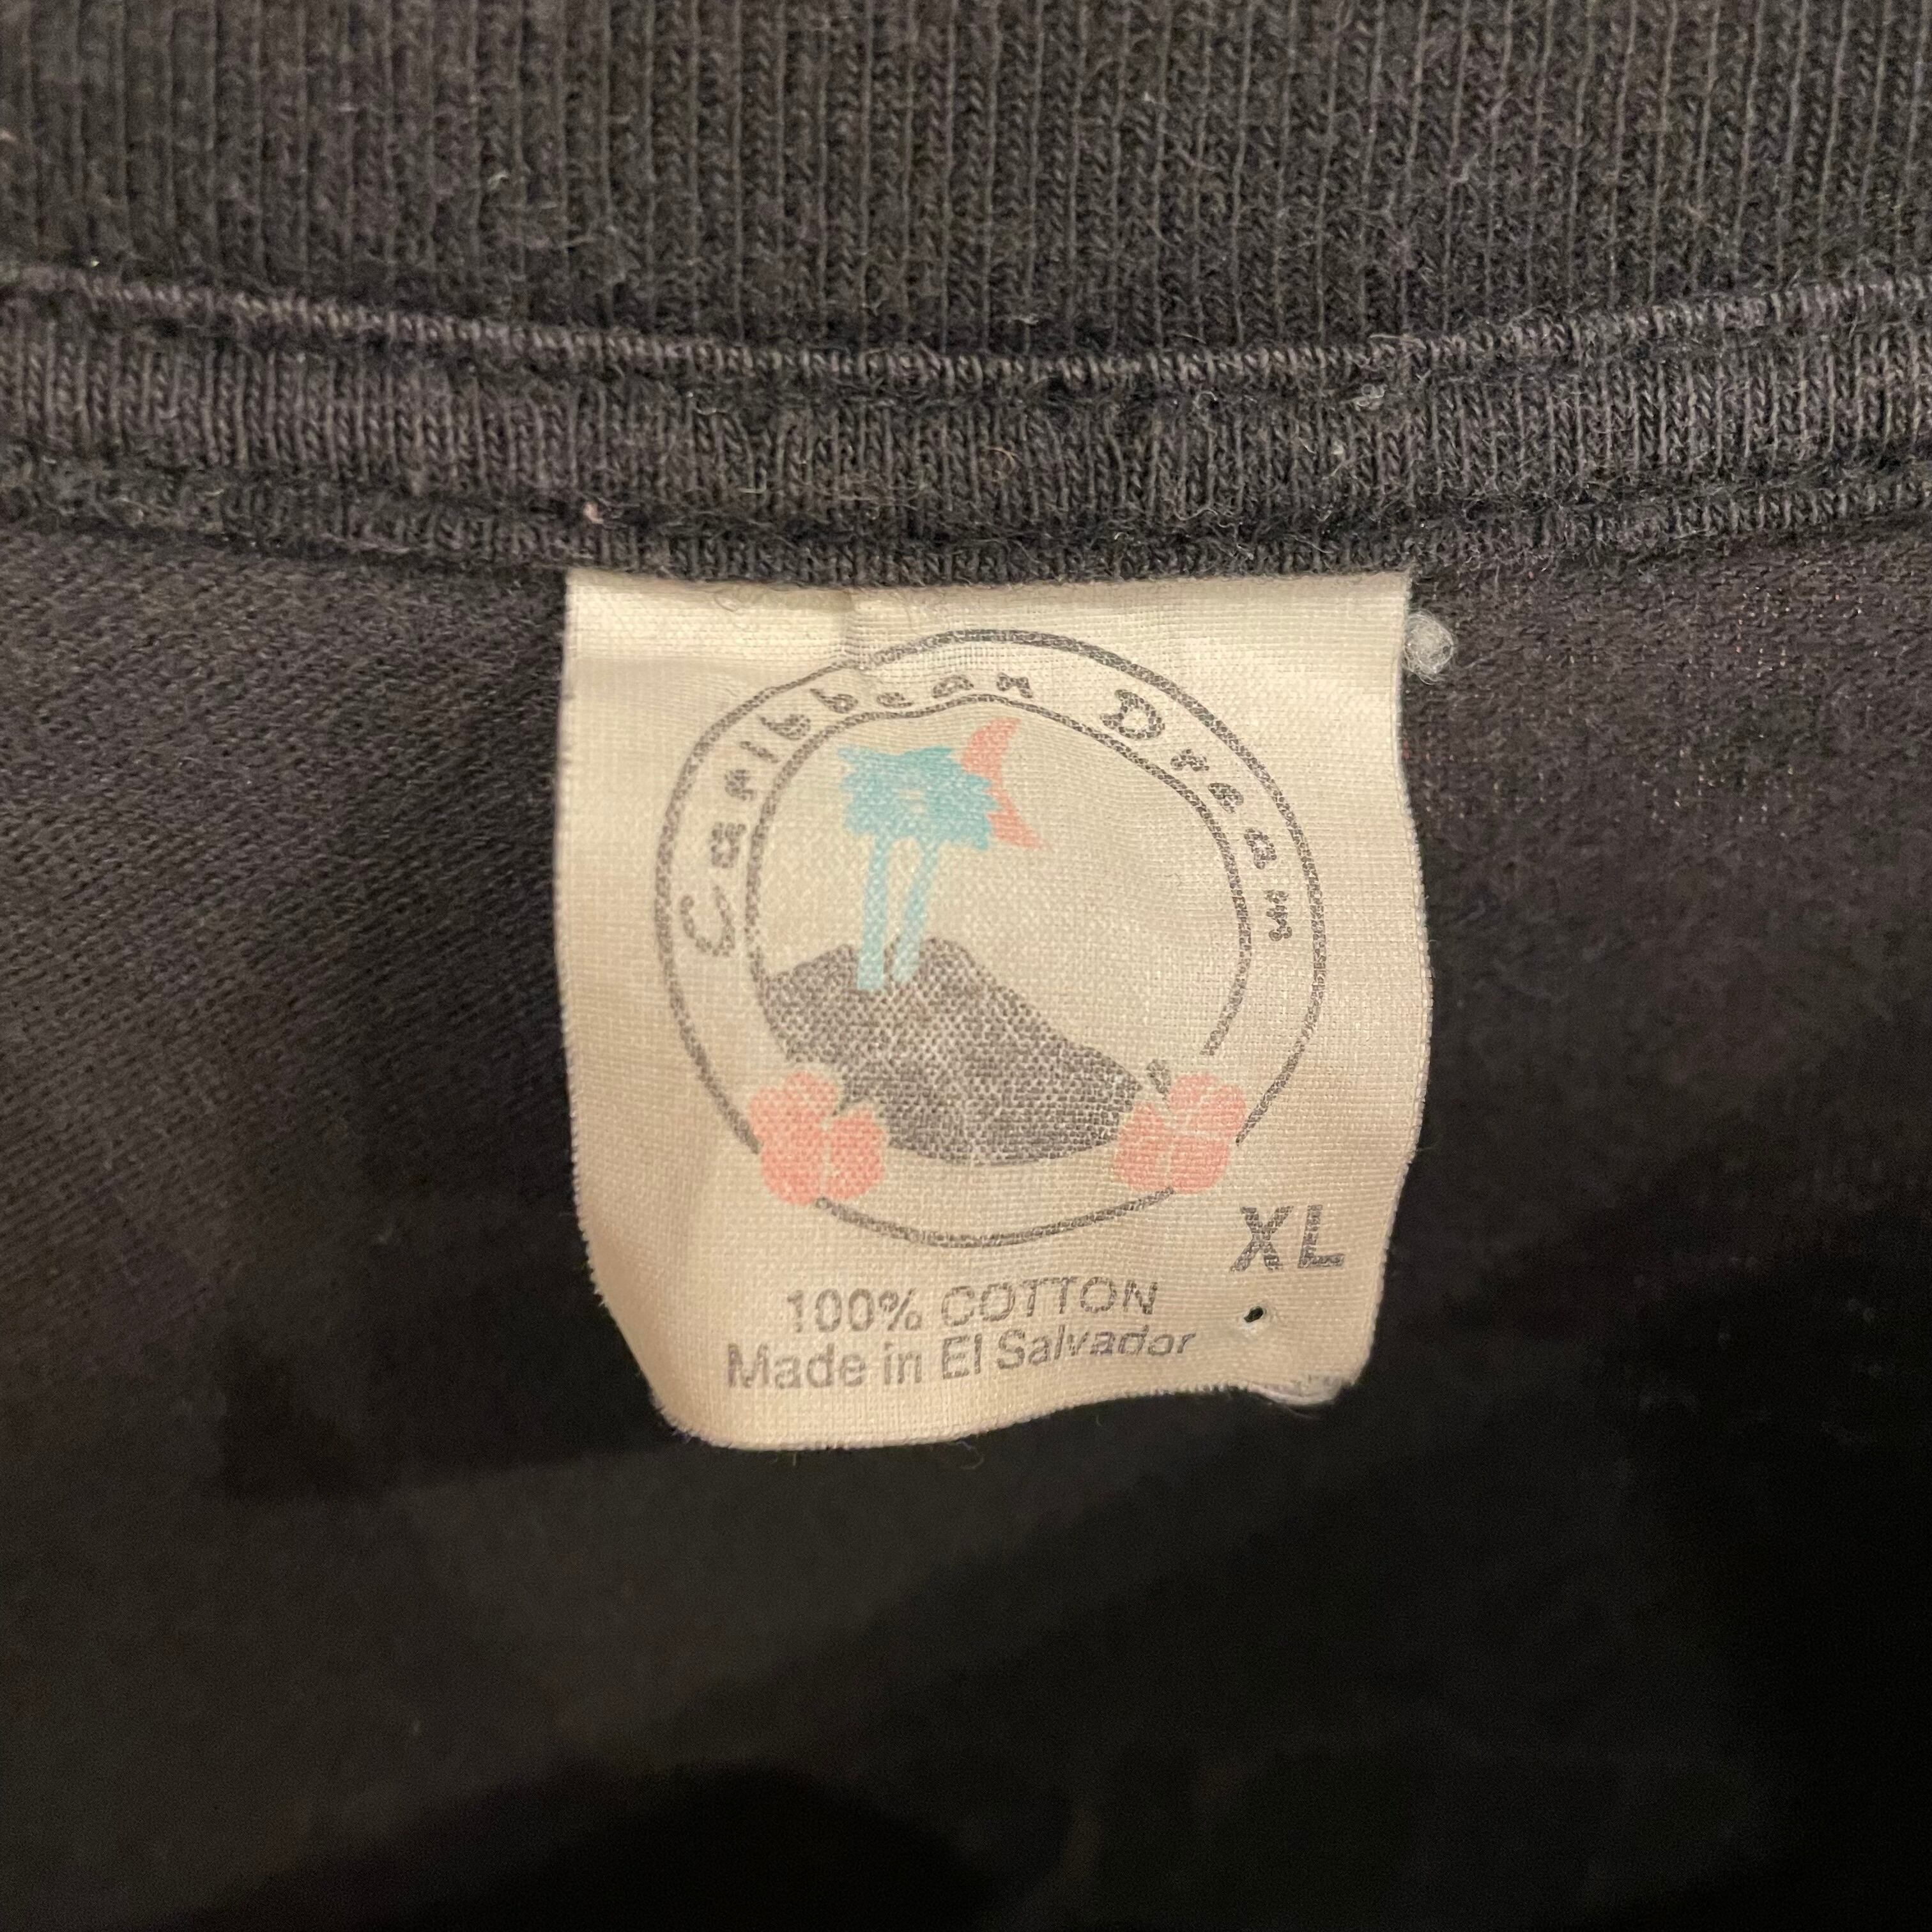 Caribbean Dream
XL
100% COTTON
Made in El Salvador